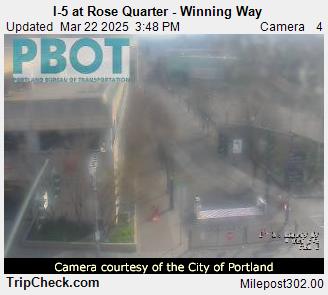 I-5 at Rose Quarter - Winning Way
Updated Mar 22 2025 3:48 PM Camera 4
PBOT
PORTLAND BUREAU OF TRANSPORTATION
Camera courtesy of the City of Portland
TripCheck.com Milepost302.00